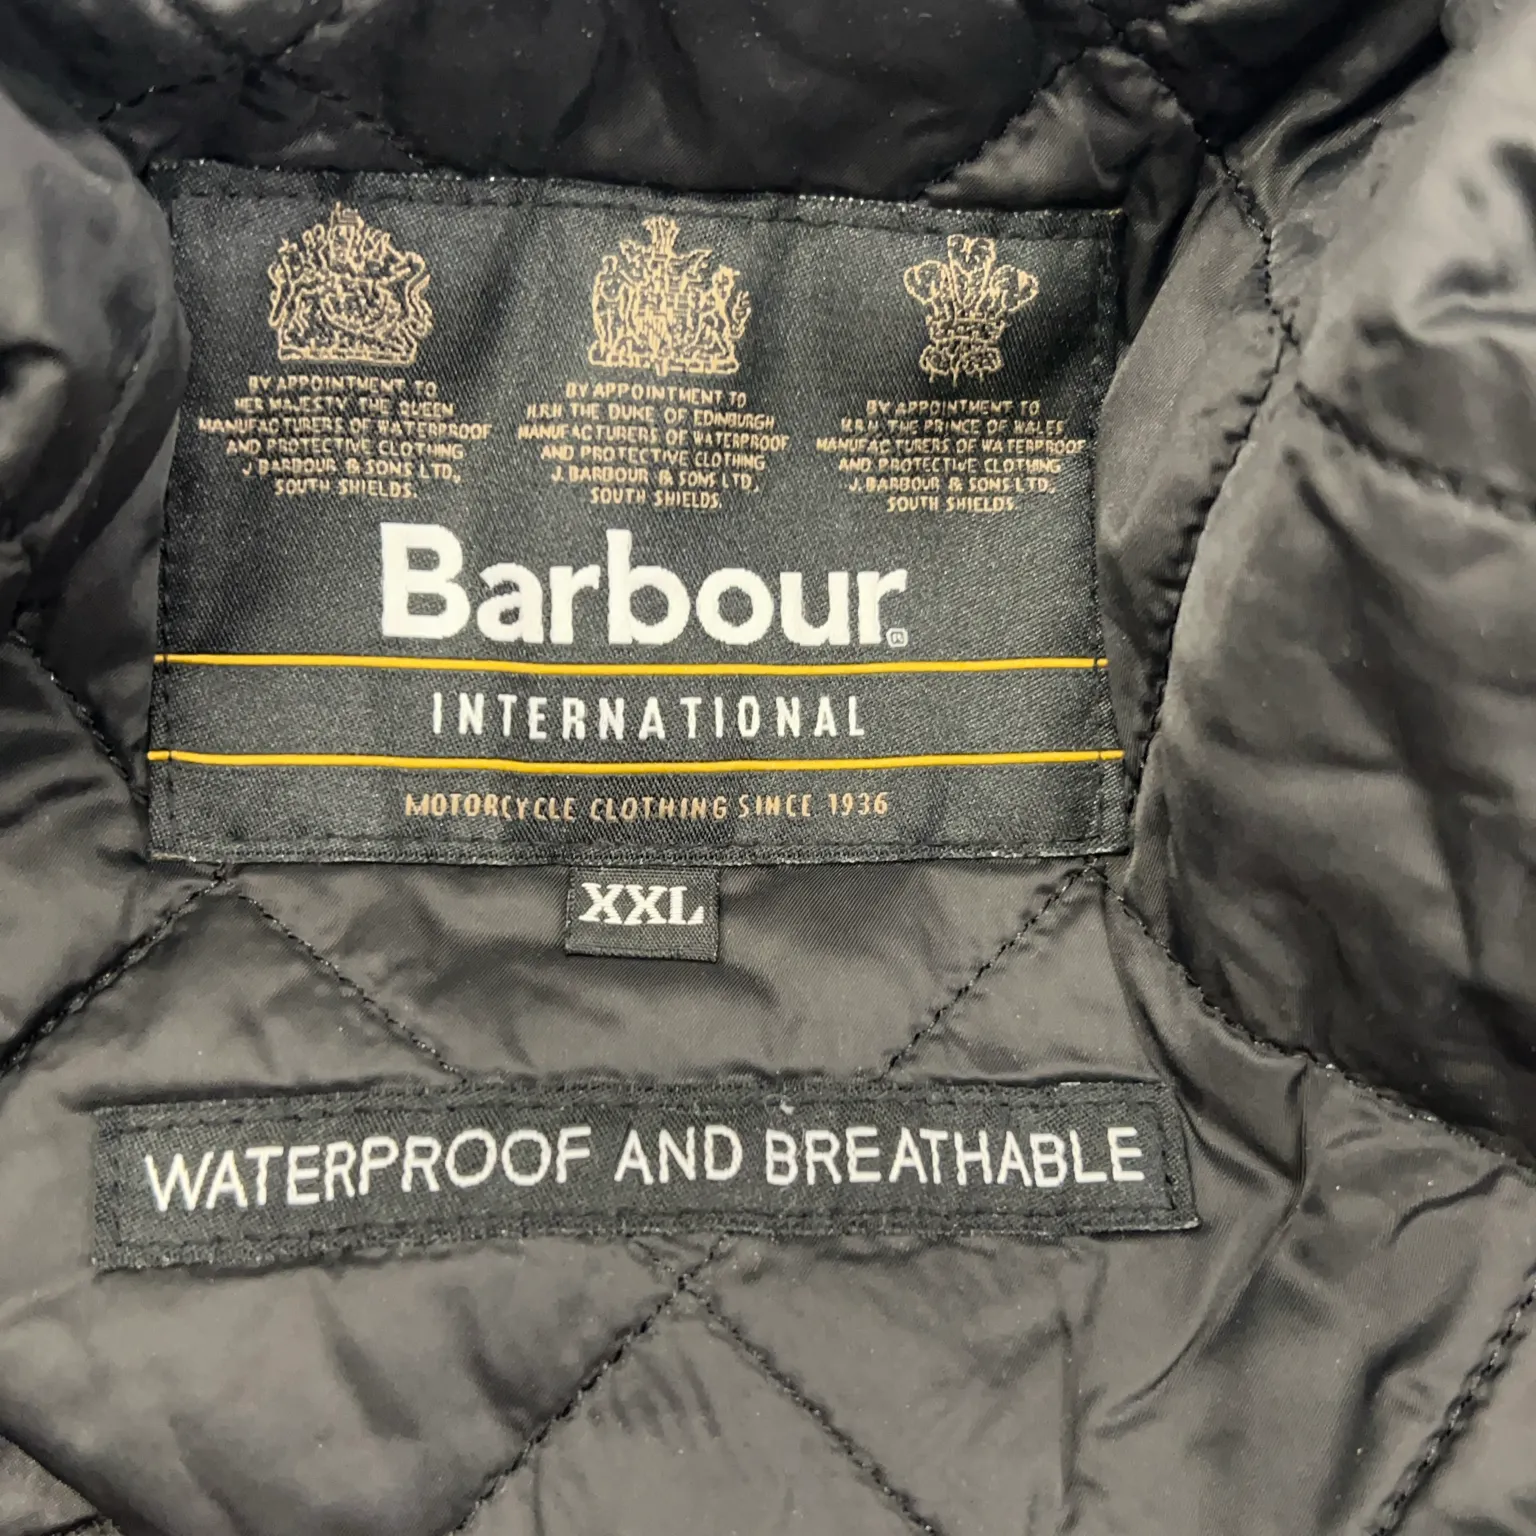 BY APPOINTMENT TO
HER MAJESTY THE QUEEN
MANUFACTURERS OF WATERPROOF
AND PROTECTIVE CLOTHING
J BARBOUR & SONS LTD,
SOUTH SHIELDS.
BY APPOINTMENT TO
H.R.H THE DUKE OF EDINBURGH
MANUFACTURERS OF WATERPROOF
AND PROTECTIVE CLOTHING
J. BARBOUR & SONS LTD,
SOUTH SHIELDS.
BY APPOINTMENT TO
H.R.H THE PRINCE OF WALES
MANUFACTURERS OF WATERPROOF
AND PROTECTIVE CLOTHING
J. BARBOUR & SONS LTD.
SOUTH SHIELDS.
Barbour®
INTERNATIONAL
MOTORCYCLE CLOTHING SINCE 1936
XXL
WATERPROOF AND BREATHABLE